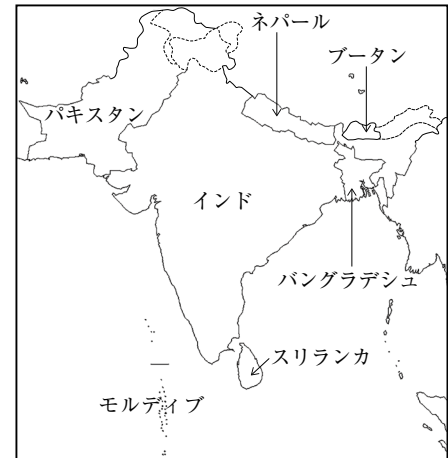 ネパール
ブータン
パキスタン
インド
バングラデシュ
スリランカ
モルディブ